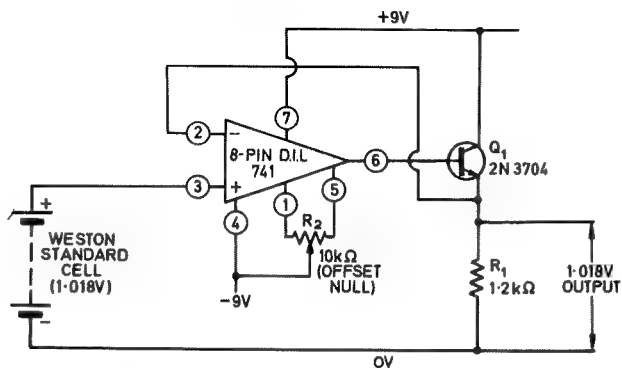 +9V
7
2
-
8-PIN D.I.L
741
6
Q1
2N 3704
3
+
5
1
4
R2
10kΩ
(OFFSET
NULL)
-9V
+
WESTON
STANDARD
CELL
(1·018V)
-
R1
1·2kΩ
1·018V
OUTPUT
0V